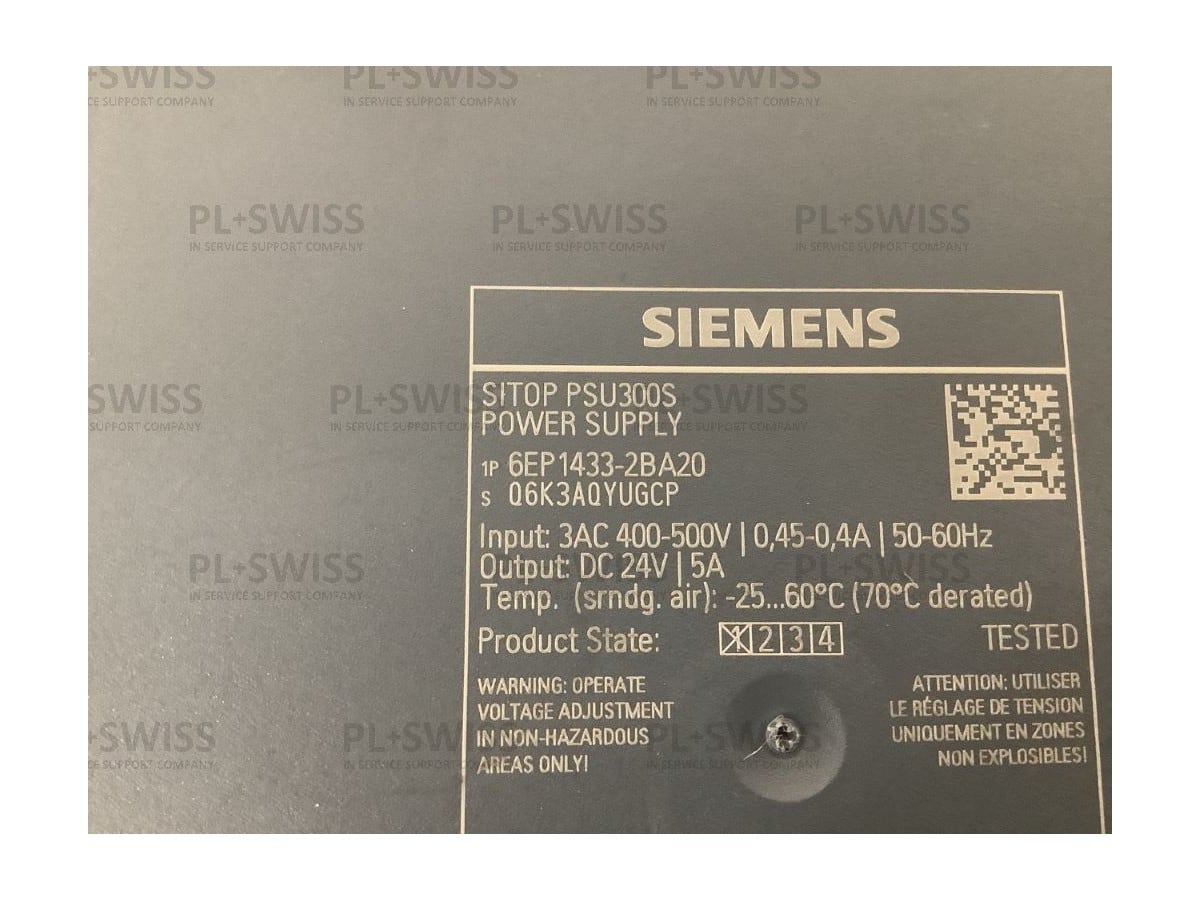 SIEMENS
SITOP PSU300S
POWER SUPPLY
1P 6EP1433-2BA20
S Q6K3AQYUGCP
Input: 3AC 400-500V | 0,45-0,4A | 50-60Hz
Output: DC 24V | 5A
Temp. (srndg. air): -25...60°C (70°C derated)
Product State: 1 2 3 4 TESTED
WARNING: OPERATE
VOLTAGE ADJUSTMENT
IN NON-HAZARDOUS
AREAS ONLY!
ATTENTION: UTILISER
LE RÉGLAGE DE TENSION
UNIQUEMENT EN ZONES
NON EXPLOSIBLES!
PL+SWISS
IN SERVICE SUPPORT COMPANY